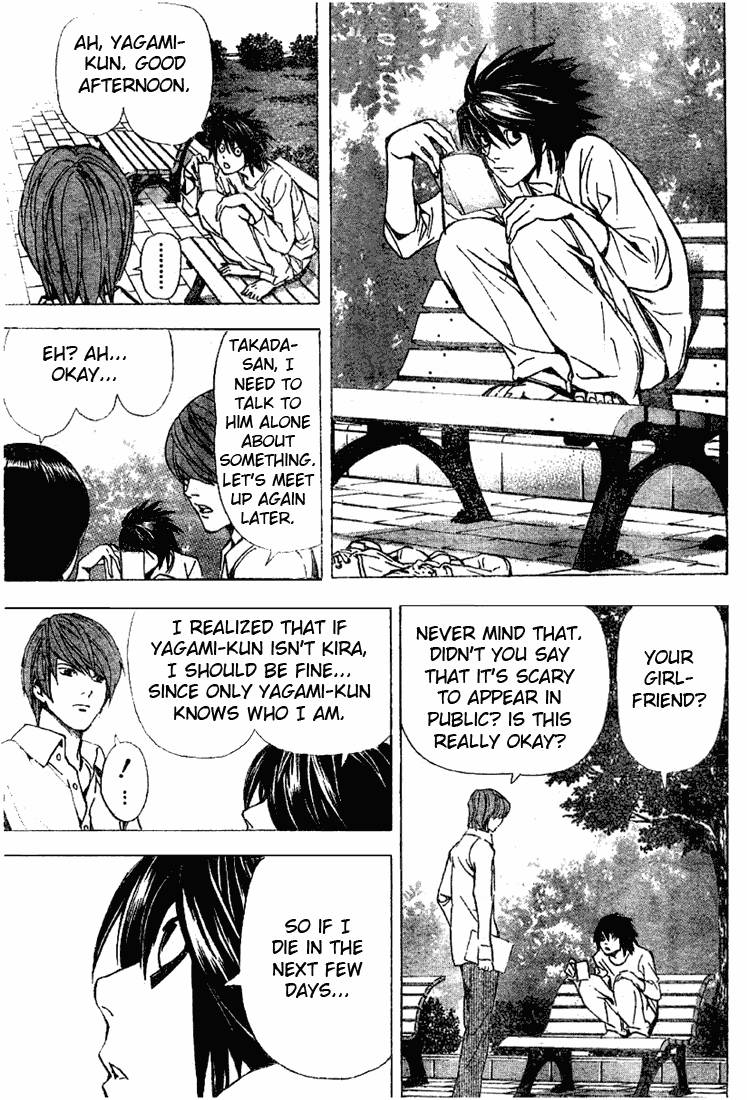 AH, YAGAMI-
KUN. GOOD
AFTERNOON.
......
TAKADA-
SAN, I
NEED TO
TALK TO
HIM ALONE
ABOUT
SOMETHING.
LET'S MEET
UP AGAIN
LATER.
EH? AH...
OKAY...
YOUR
GIRL-
FRIEND?
NEVER MIND THAT.
DIDN'T YOU SAY
THAT IT'S SCARY
TO APPEAR IN
PUBLIC? IS THIS
REALLY OKAY?
I REALIZED THAT IF
YAGAMI-KUN ISN'T KIRA,
I SHOULD BE FINE...
SINCE ONLY YAGAMI-KUN
KNOWS WHO I AM.
!...
SO IF I
DIE IN THE
NEXT FEW
DAYS...